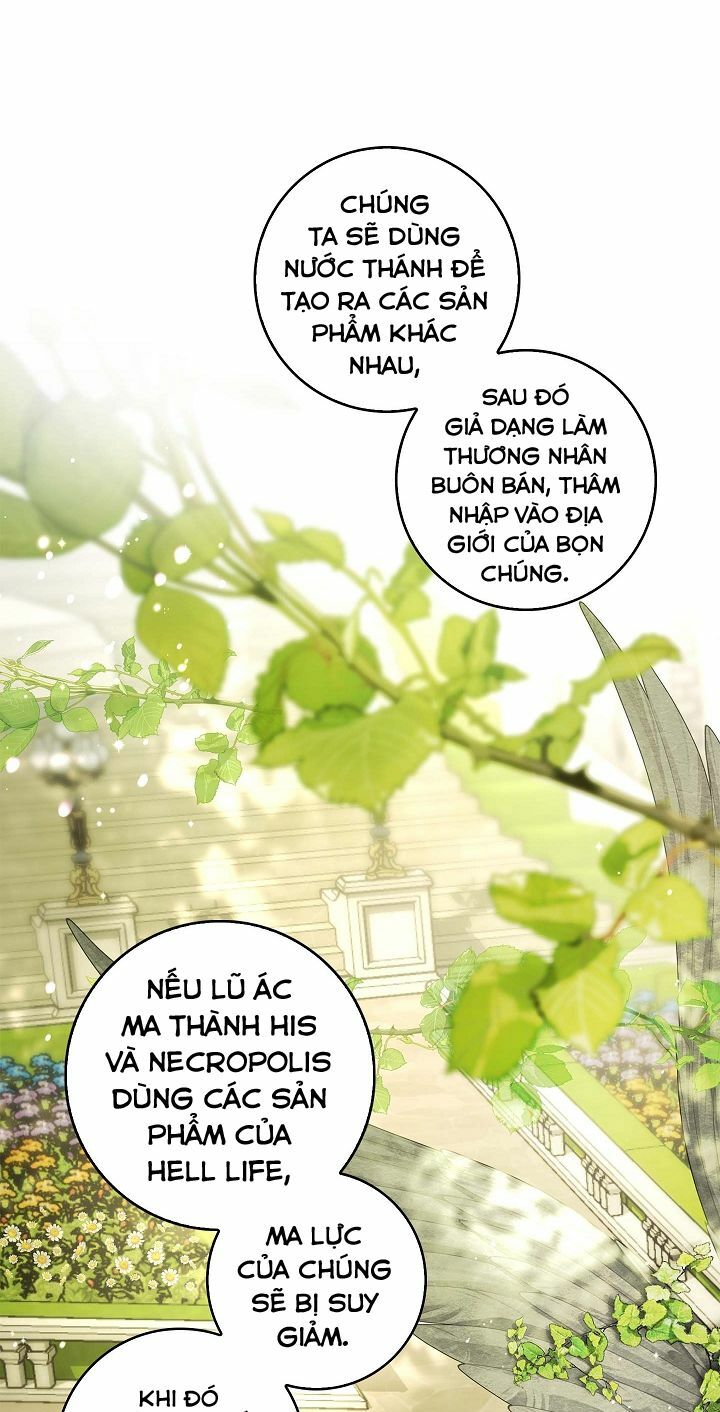 CHÚNG
TA SẼ DÙNG
NƯỚC THÁNH ĐỂ
TẠO RA CÁC SẢN
PHẨM KHÁC
NHAU,
SAU ĐÓ
GIẢ DẠNG LÀM
THƯƠNG NHÂN
BUÔN BÁN, THÂM
NHẬP VÀO ĐỊA
GIỚI CỦA BỌN
CHÚNG.
NẾU LŨ ÁC
MA THÀNH HIS
VÀ NECROPOLIS
DÙNG CÁC SẢN
PHẨM CỦA
HELL LIFE,
MA LỰC
CỦA CHÚNG
SẼ BỊ SUY
GIẢM.
KHI ĐÓ